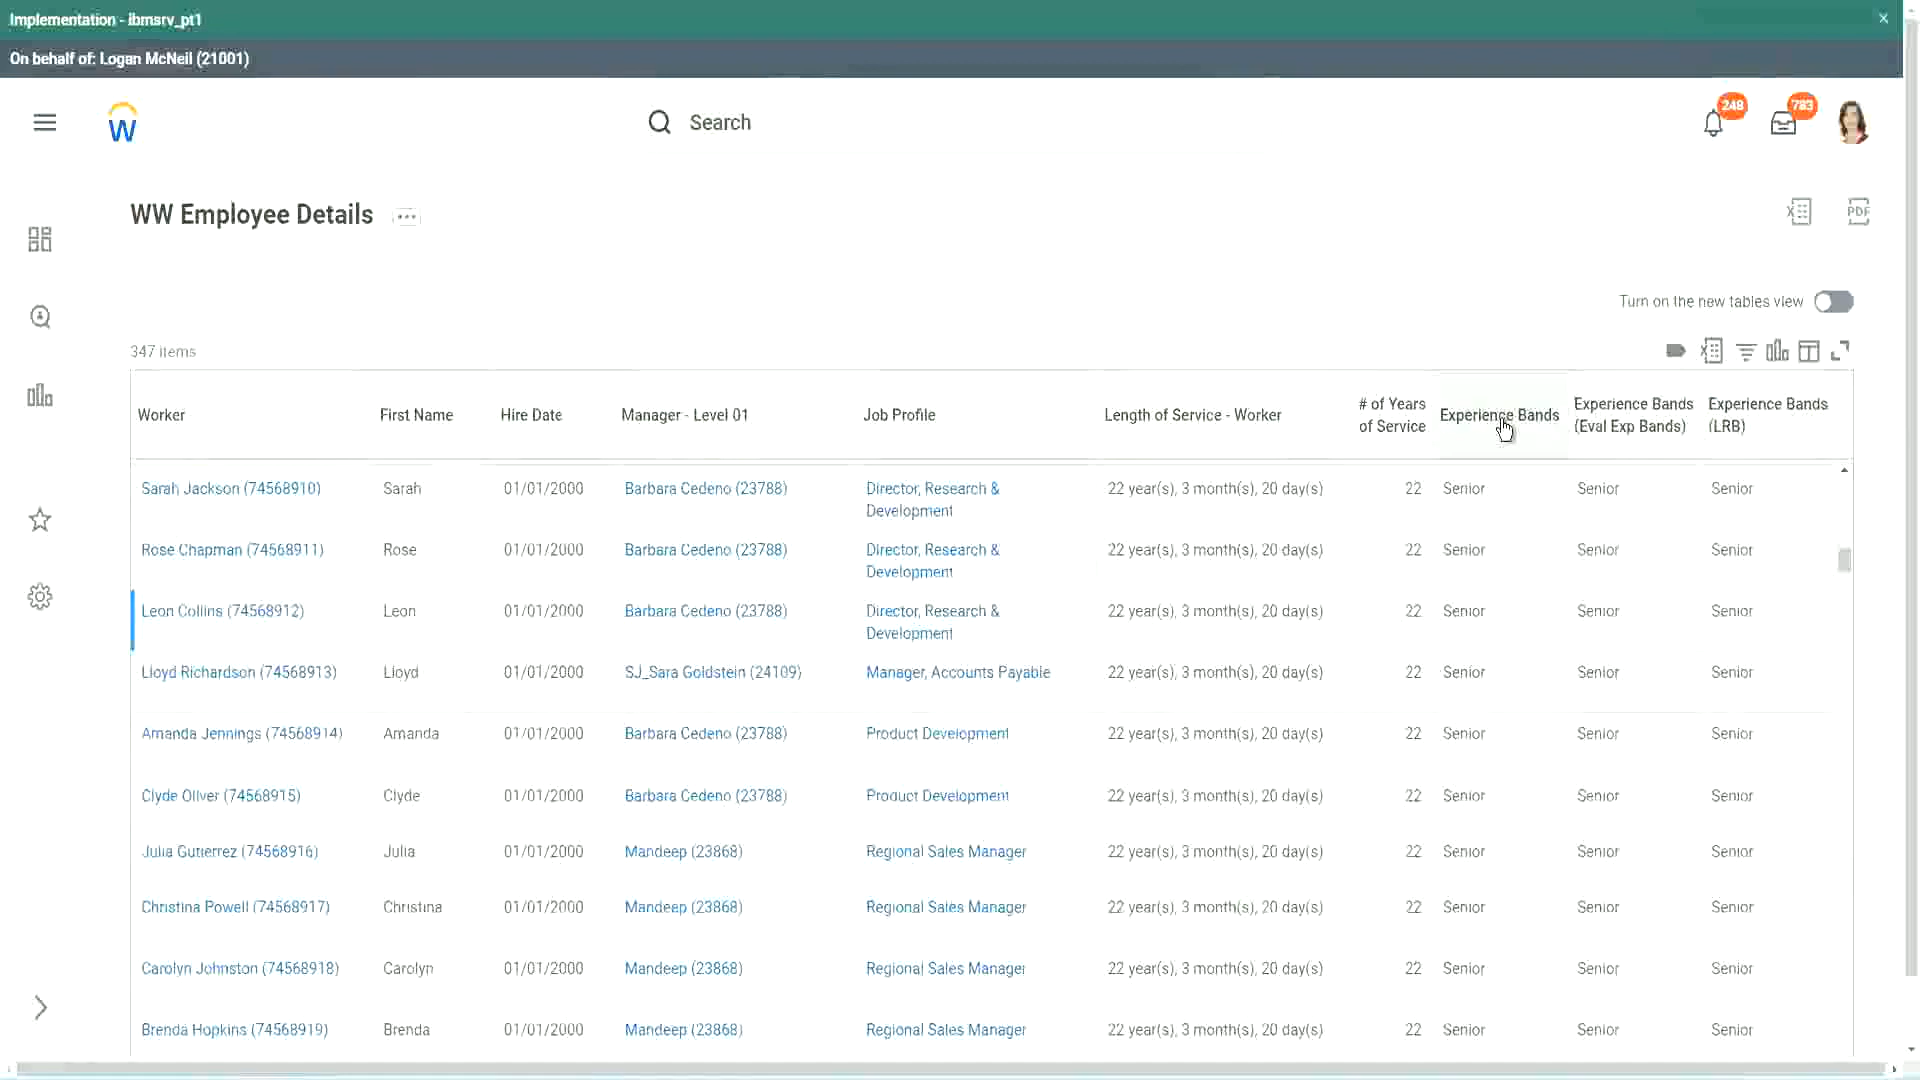 Implementation - ibmsrv_pt1
On behalf of: Logan McNeil (21001)
W
Search
248
783
WW Employee Details
X
PDF
Turn on the new tables view
347 items
X
Worker First Name Hire Date Manager - Level 01 Job Profile Length of Service - Worker # of Years of Service Experience Bands Experience Bands (Eval Exp Bands) Experience Bands (LRB)
Sarah Jackson (74568910) Sarah 01/01/2000 Barbara Cedeno (23788) Director, Research & Development 22 year(s), 3 month(s), 20 day(s) 22 Senior Senior Senior
Rose Chapman (74568911) Rose 01/01/2000 Barbara Cedeno (23788) Director, Research & Development 22 year(s), 3 month(s), 20 day(s) 22 Senior Senior Senior
Leon Collins (74568912) Leon 01/01/2000 Barbara Cedeno (23788) Director, Research & Development 22 year(s), 3 month(s), 20 day(s) 22 Senior Senior Senior
Lloyd Richardson (74568913) Lloyd 01/01/2000 SJ_Sara Goldstein (24109) Manager, Accounts Payable 22 year(s), 3 month(s), 20 day(s) 22 Senior Senior Senior
Amanda Jennings (74568914) Amanda 01/01/2000 Barbara Cedeno (23788) Product Development 22 year(s), 3 month(s), 20 day(s) 22 Senior Senior Senior
Clyde Oliver (74568915) Clyde 01/01/2000 Barbara Cedeno (23788) Product Development 22 year(s), 3 month(s), 20 day(s) 22 Senior Senior Senior
Julia Gutierrez (74568916) Julia 01/01/2000 Mandeep (23868) Regional Sales Manager 22 year(s), 3 month(s), 20 day(s) 22 Senior Senior Senior
Christina Powell (74568917) Christina 01/01/2000 Mandeep (23868) Regional Sales Manager 22 year(s), 3 month(s), 20 day(s) 22 Senior Senior Senior
Carolyn Johnston (74568918) Carolyn 01/01/2000 Mandeep (23868) Regional Sales Manager 22 year(s), 3 month(s), 20 day(s) 22 Senior Senior Senior
Brenda Hopkins (74568919) Brenda 01/01/2000 Mandeep (23868) Regional Sales Manager 22 year(s), 3 month(s), 20 day(s) 22 Senior Senior Senior